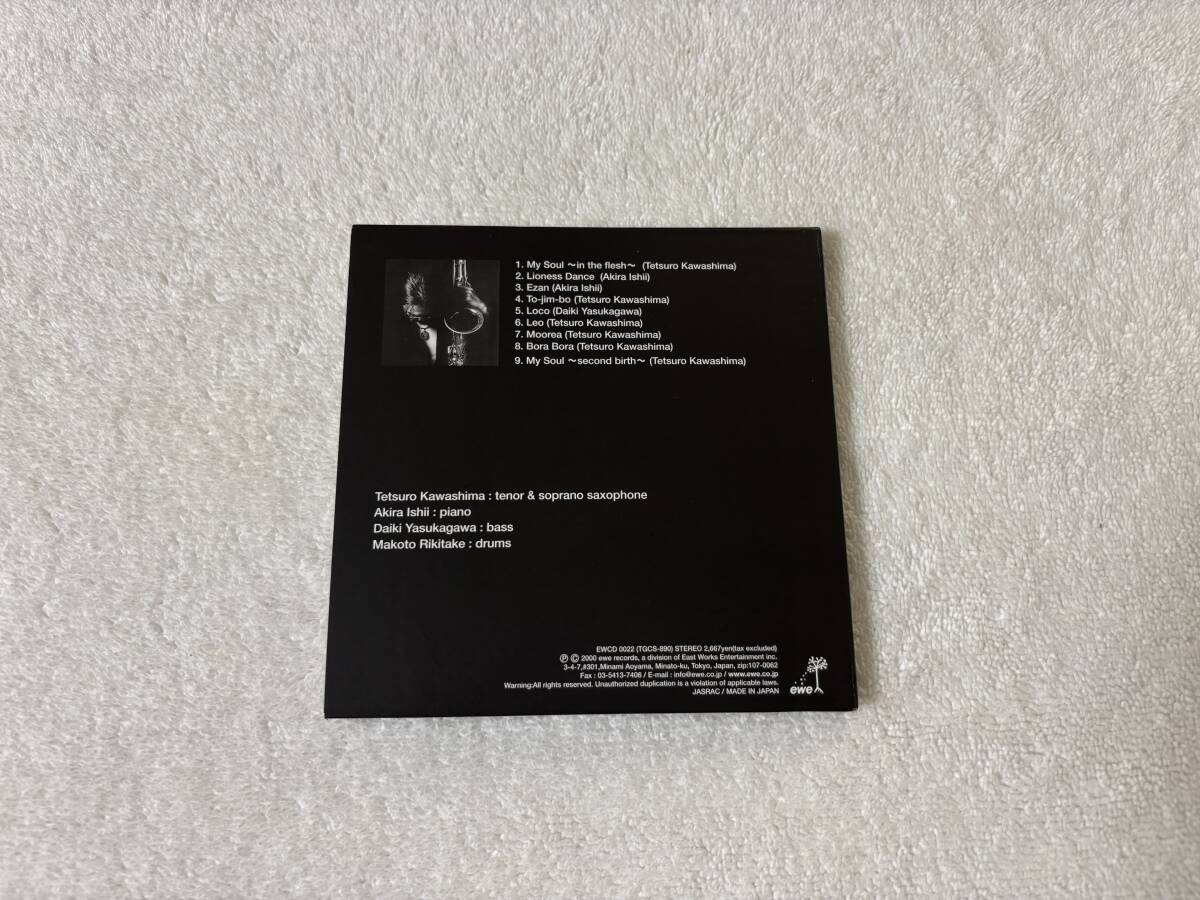 1. My Soul ～in the flesh～ (Tetsuro Kawashima)
2. Lioness Dance (Akira Ishii)
3. Ezan (Akira Ishii)
4. To-jim-bo (Tetsuro Kawashima)
5. Loco (Daiki Yasukagawa)
6. Leo (Tetsuro Kawashima)
7. Moorea (Tetsuro Kawashima)
8. Bora Bora (Tetsuro Kawashima)
9. My Soul ～second birth～ (Tetsuro Kawashima)
Tetsuro Kawashima : tenor & soprano saxophone
Akira Ishii : piano
Daiki Yasukagawa : bass
Makoto Rikitake : drums
EWCD 0022 (TGCS-890) STEREO 2,667yen(tax excluded)
℗ © 2000 ewe records, a division of East Works Entertainment inc.
3-4-7,#301,Minami Aoyama, Minato-ku, Tokyo, Japan, zip:107-0062
Fax : 03-5413-7406 / E-mail : info@ewe.co.jp / www.ewe.co.jp
Warning:All rights reserved. Unauthorized duplication is a violation of applicable laws.
JASRAC / MADE IN JAPAN
ewe